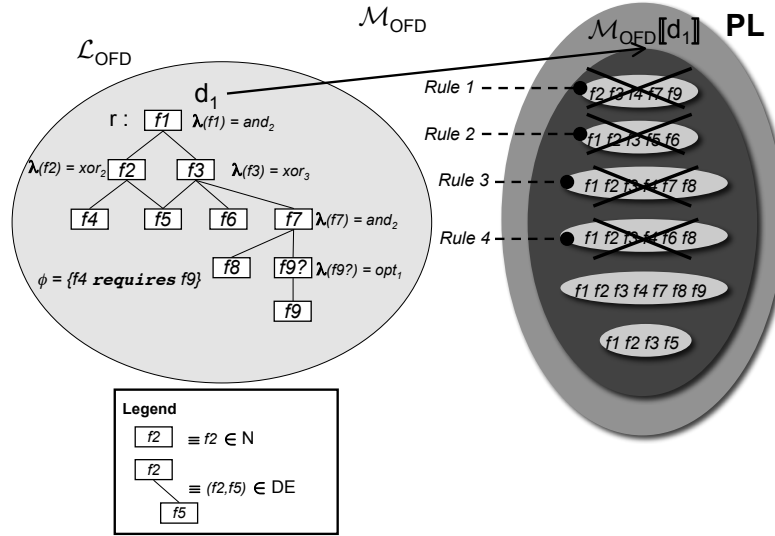 𝓜OFD
𝓛OFD
𝓜OFD⟦d1⟧ PL
d1
r : f1 λ(f1) = and2
λ(f2) = xor2 f2 f3 λ(f3) = xor3
f4 f5 f6 f7 λ(f7) = and2
f8 f9? λ(f9?) = opt1
ϕ = {f4 requires f9}
f9
Rule 1 f2 f3 f4 f7 f9
Rule 2 f1 f2 f3 f5 f6
Rule 3 f1 f2 f3 f4 f7 f8
Rule 4 f1 f2 f3 f4 f6 f8
f1 f2 f3 f4 f7 f8 f9
f1 f2 f3 f5
Legend
f2 ≡ f2 ∈ N
f2
≡ (f2,f5) ∈ DE
f5